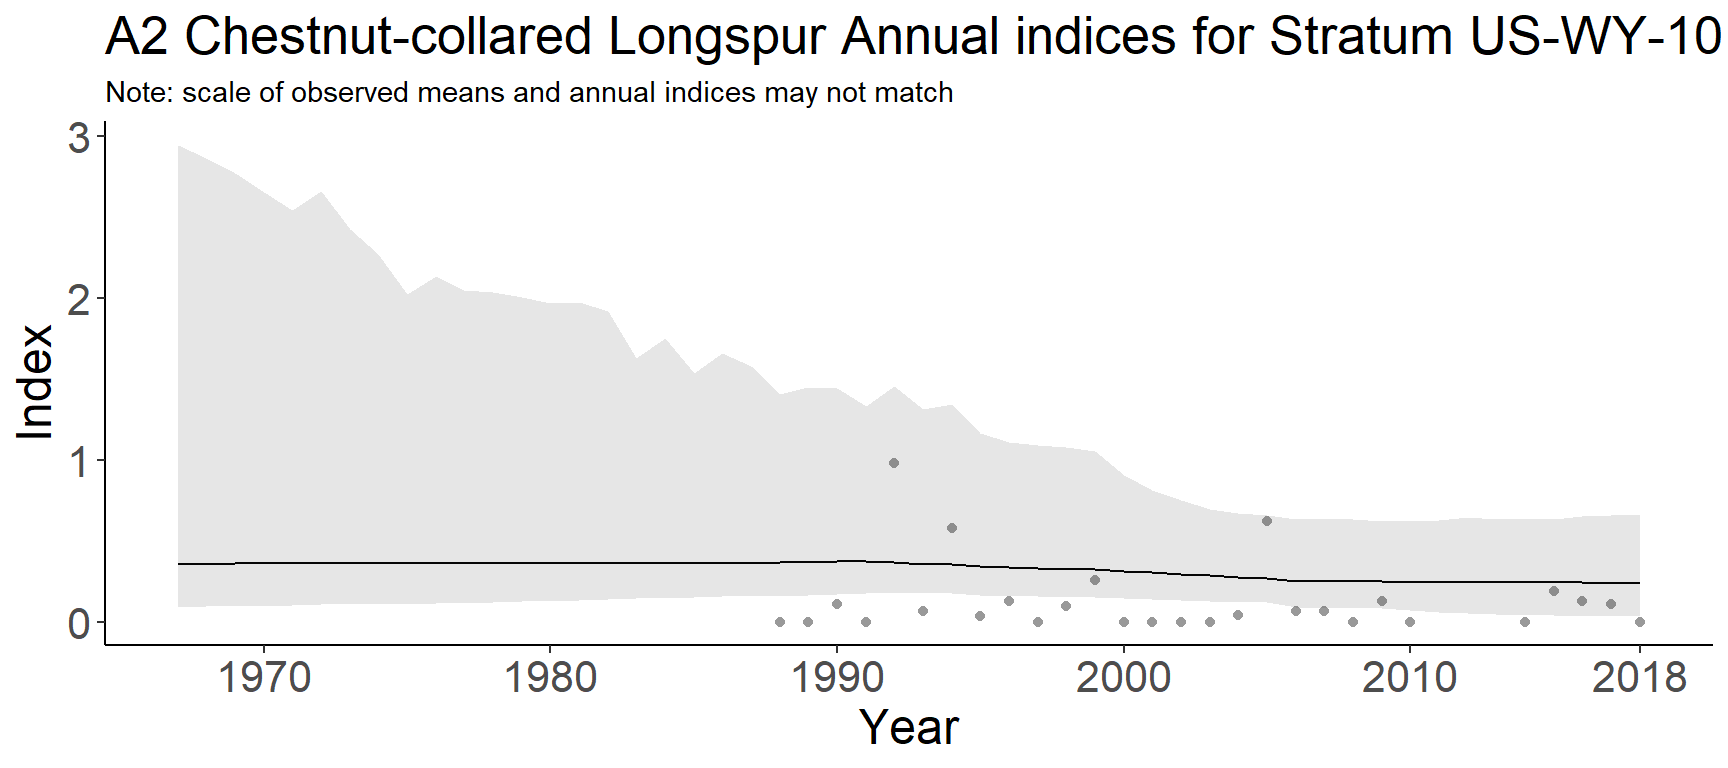 A2 Chestnut-collared Longspur Annual indices for Stratum US-WY-10
Note: scale of observed means and annual indices may not match
3
2
1
0
Index
1970 1980 1990 2000 2010 2018
Year